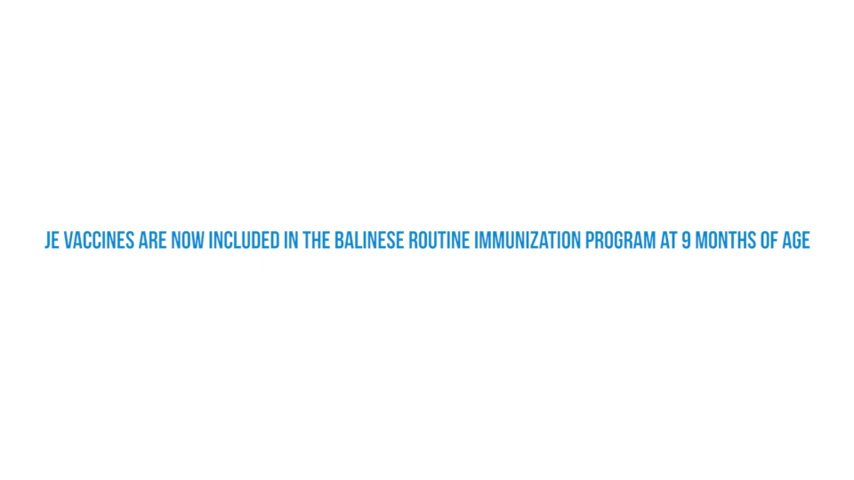 JE VACCINES ARE NOW INCLUDED IN THE BALINESE ROUTINE IMMUNIZATION PROGRAM AT 9 MONTHS OF AGE